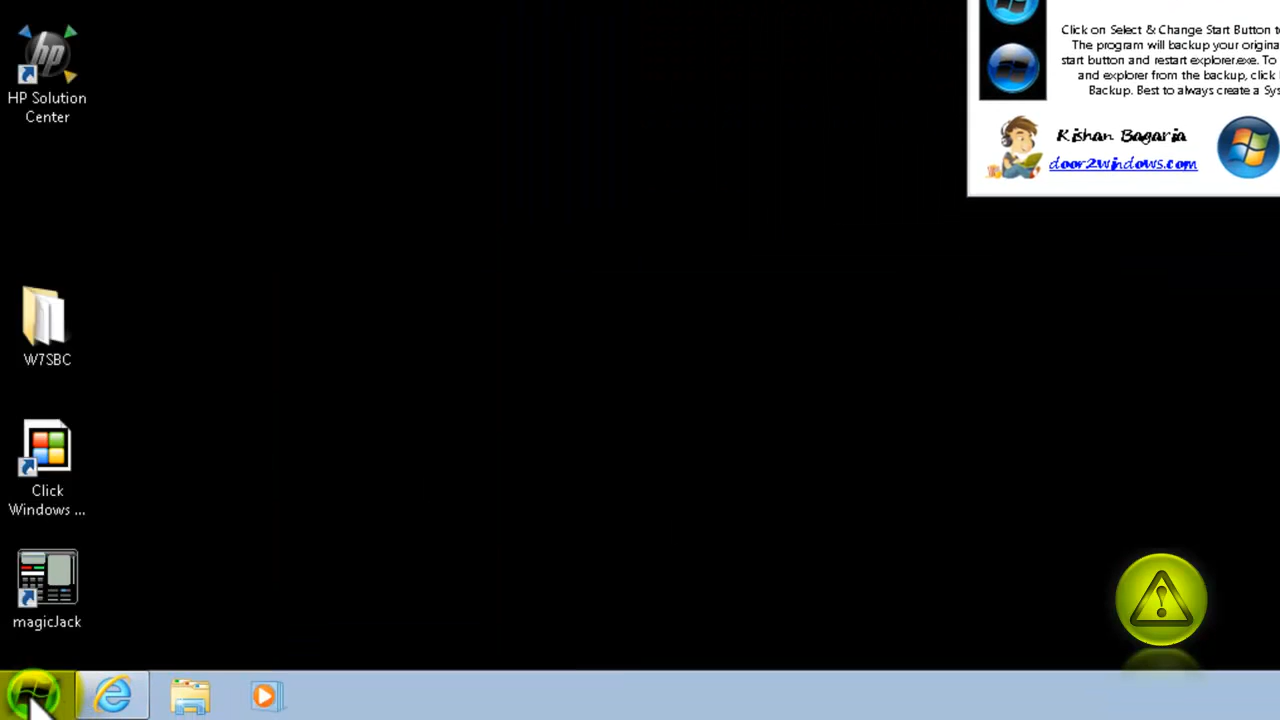 hp
HP Solution
Center
W7SBC
Click
Windows ...
magicJack
Click on Select & Change Start Button
The program will backup your
start button and restart explorer.exe. To
and explorer from the backup, click
Backup. Best to always create a
Kishan Bagaria
door2windows.com